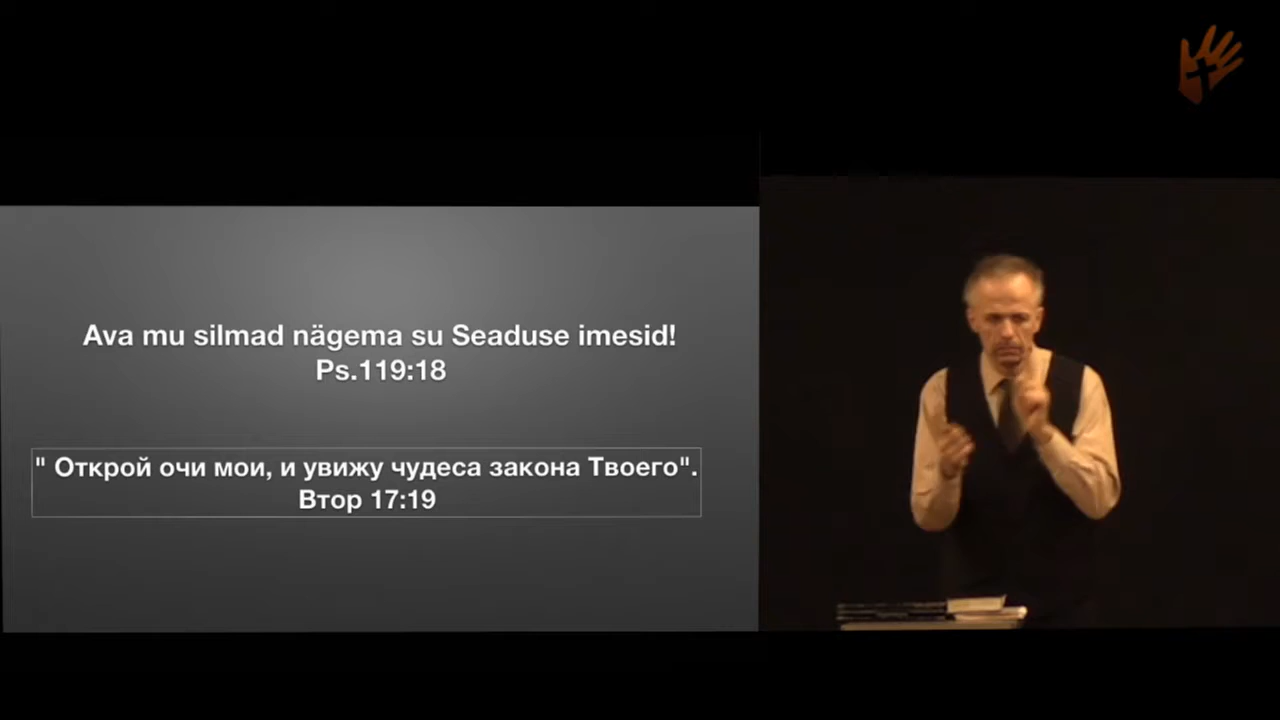 Ava mu silmad nägema su Seaduse imesid!
Ps.119:18
" Открой очи мои, и увижу чудеса закона Твоего".
Втор 17:19